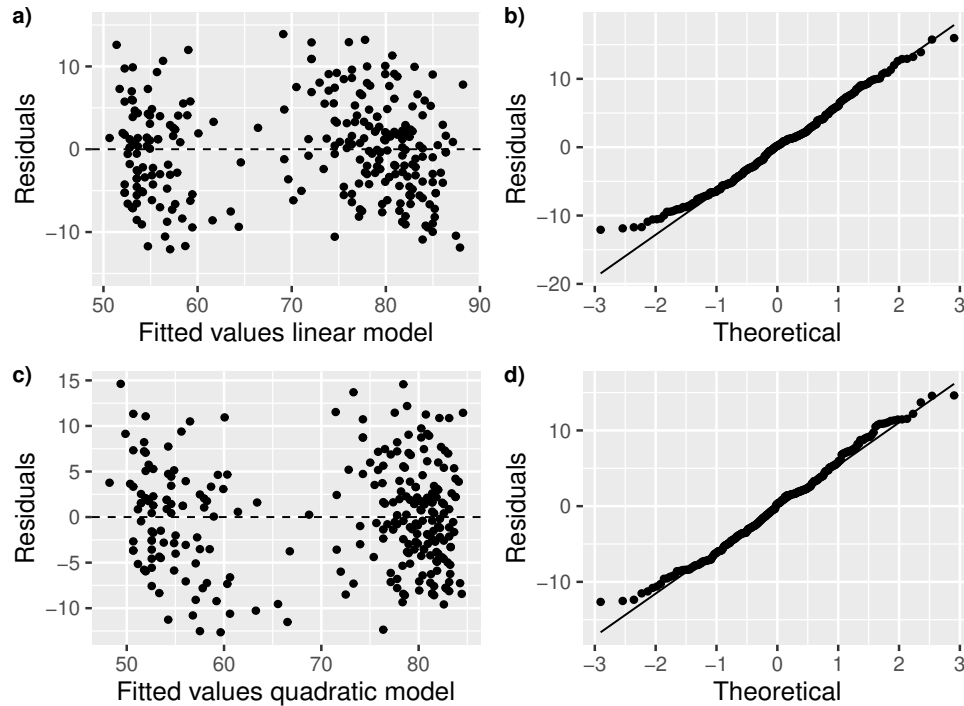 a)
Residuals
10
0
−10
50 60 70 80 90
Fitted values linear model
b)
Residuals
10
0
−10
−20
−3 −2 −1 0 1 2 3
Theoretical
c)
Residuals
15
10
5
0
−5
−10
50 60 70 80
Fitted values quadratic model
d)
Residuals
10
0
−10
−3 −2 −1 0 1 2 3
Theoretical